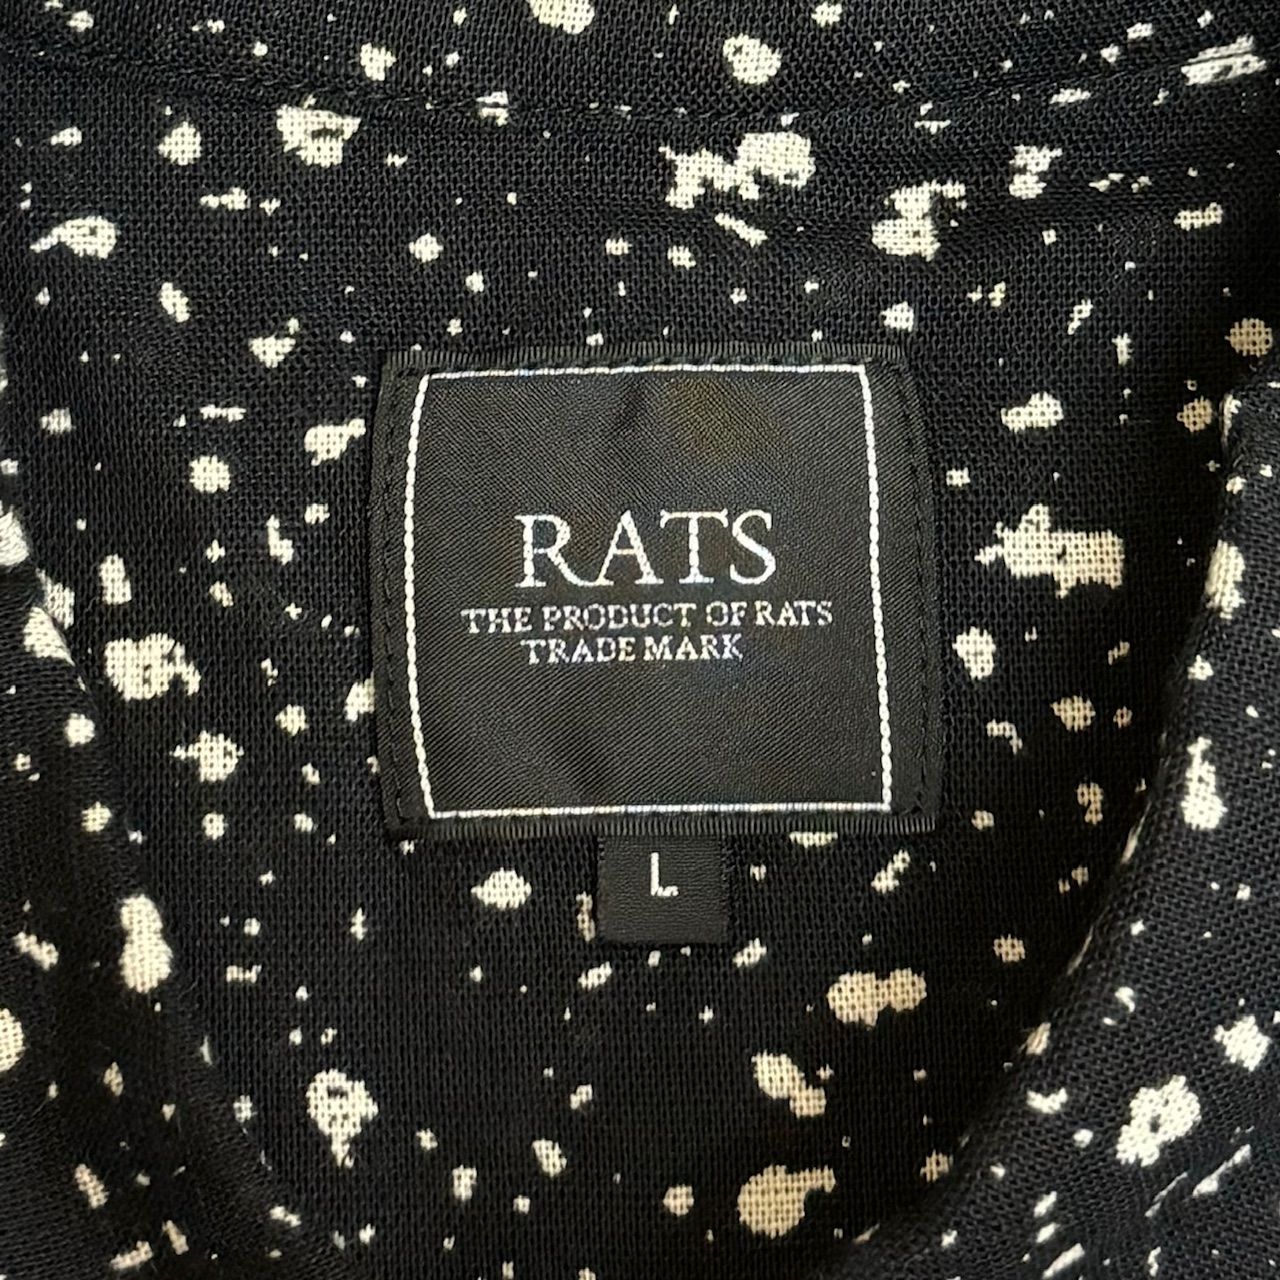 RATS
THE PRODUCT OF RATS
TRADE MARK
L